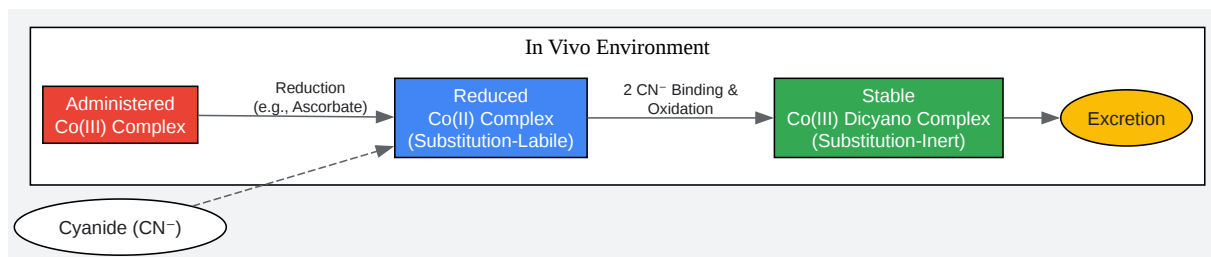 In Vivo Environment
Administered
Co(III) Complex
Reduction
(e.g., Ascorbate)
Reduced
Co(II) Complex
(Substitution-Labile)
2 CN⁻ Binding &
Oxidation
Stable
Co(III) Dicyano Complex
(Substitution-Inert)
Excretion
Cyanide (CN⁻)